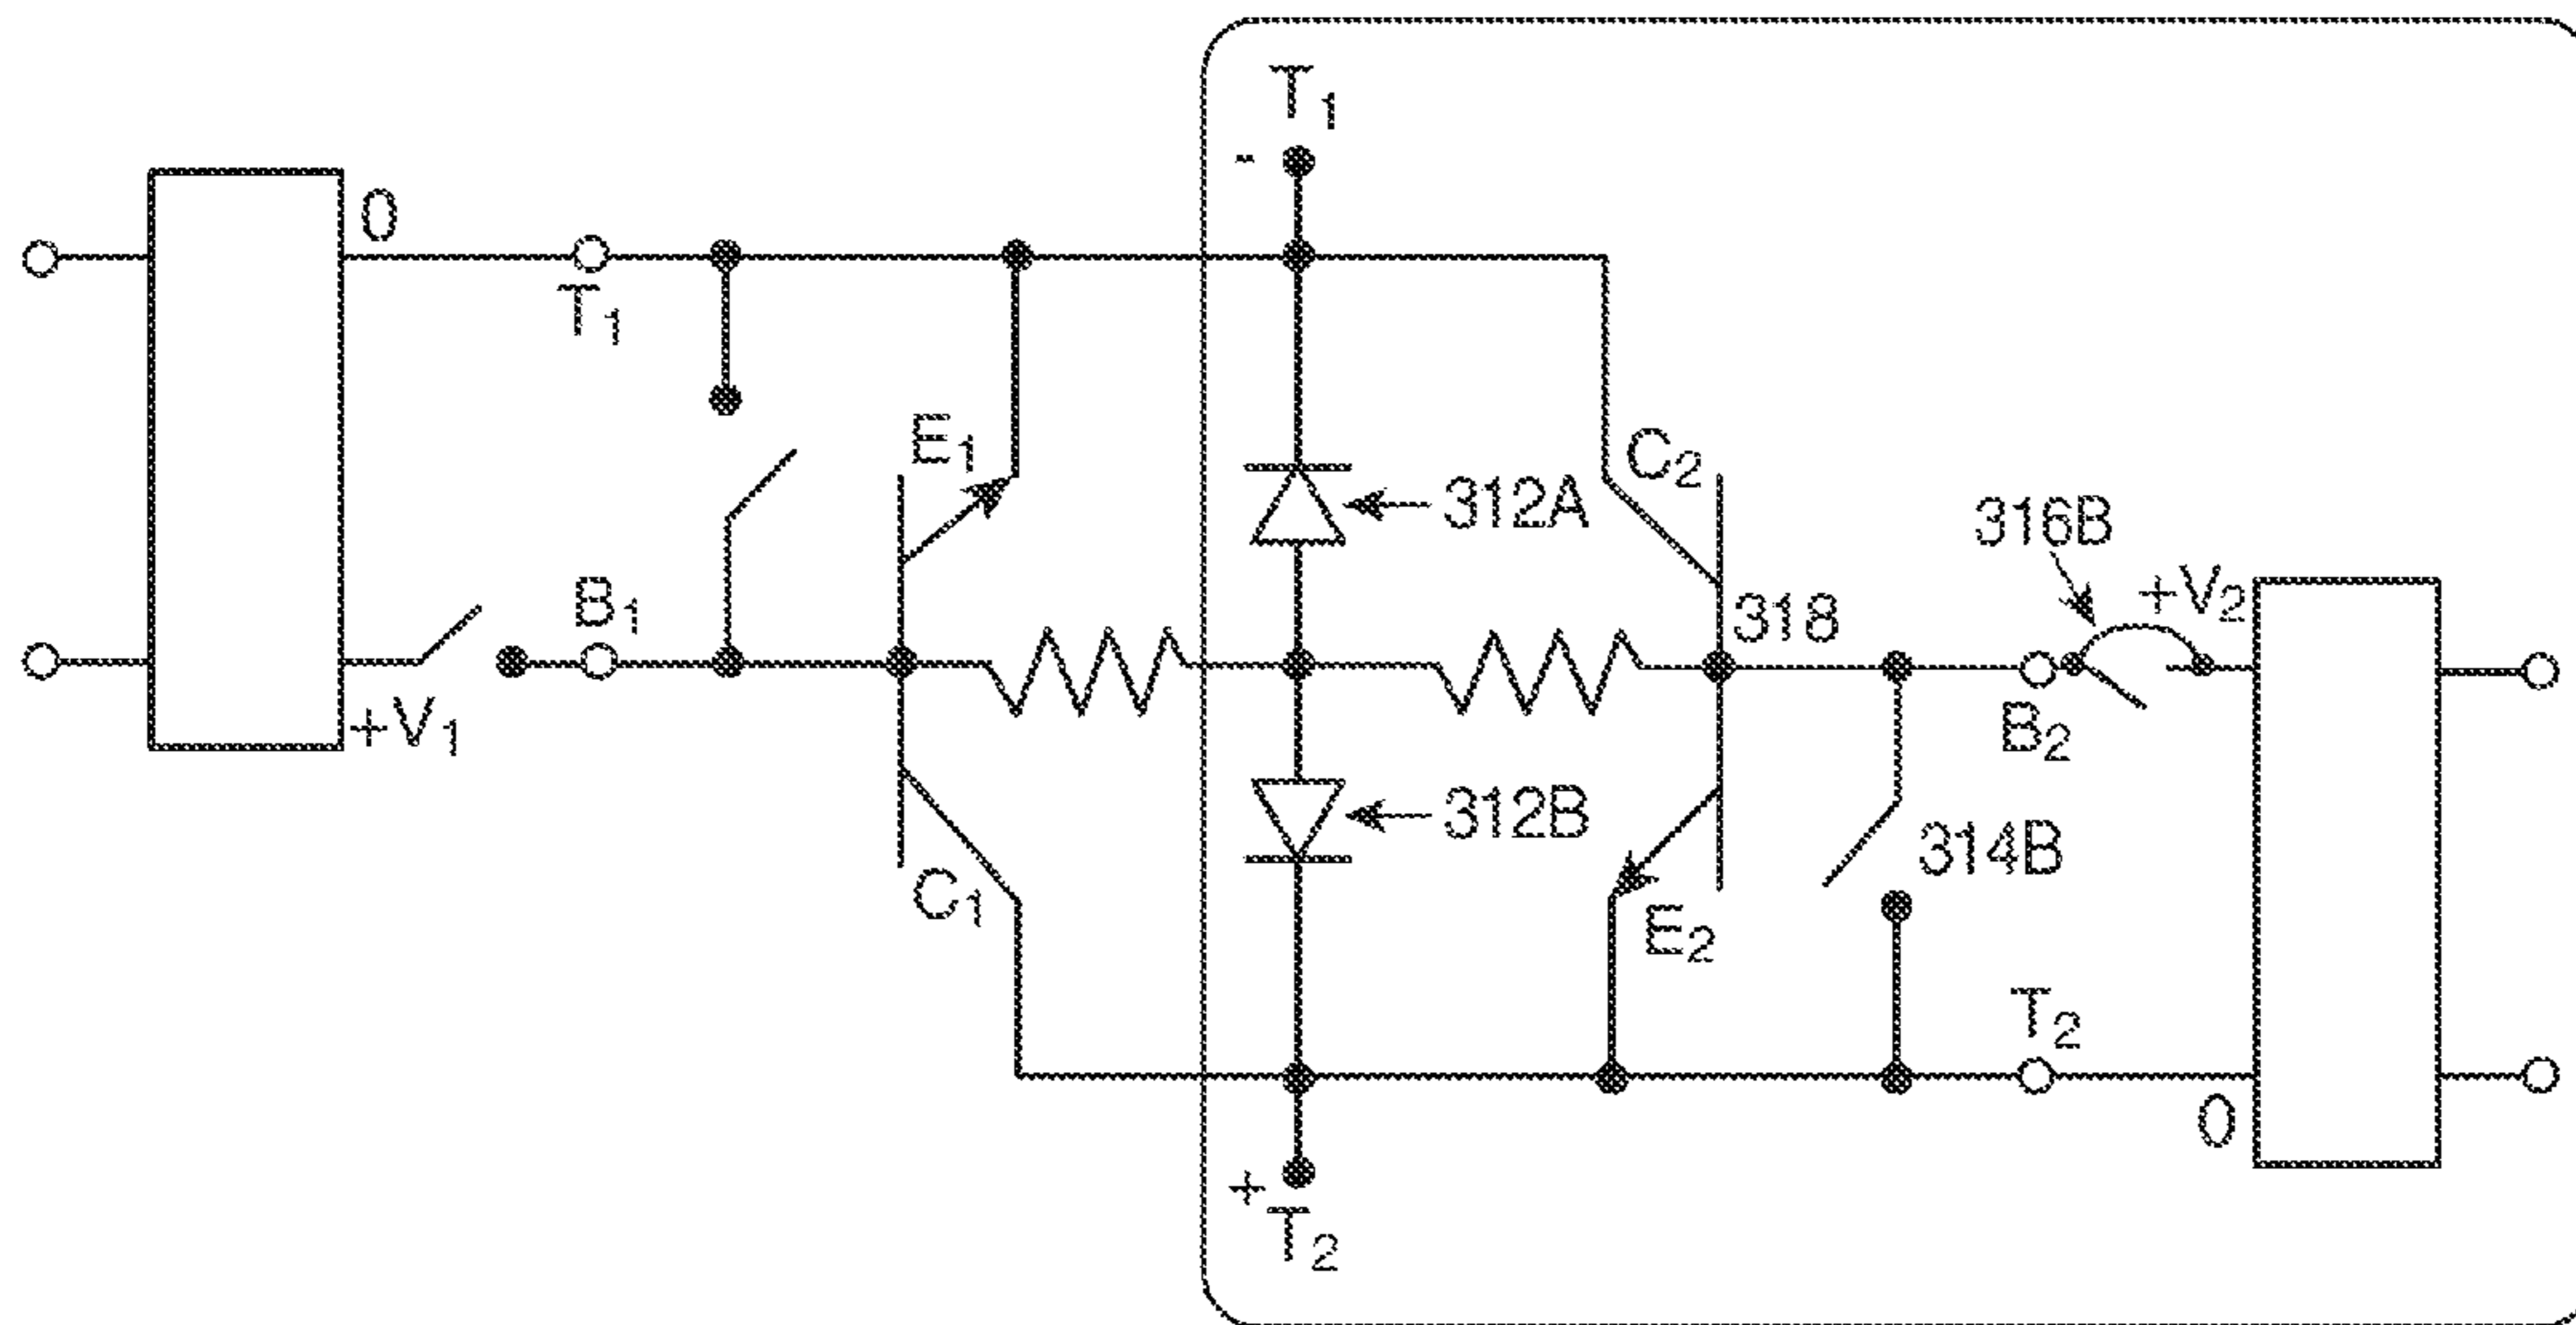 T₁
-
0
T₁
E₁
C₂
312A
316B
+V₂
B₁
318
+V₁
B₂
312B
314B
C₁
E₂
T₂
0
+
T₂